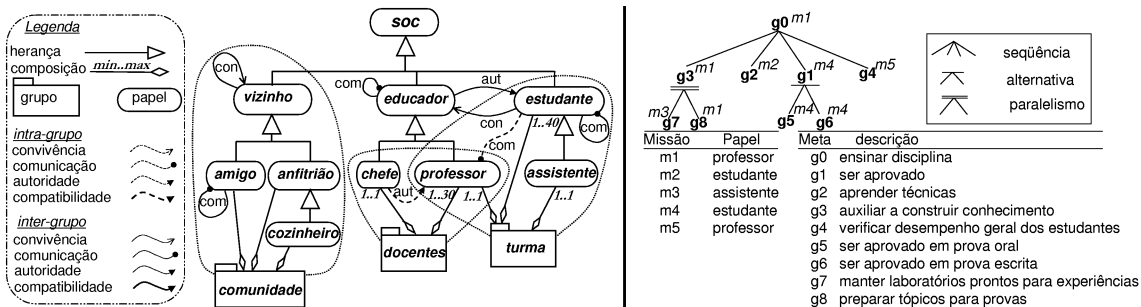 Legenda
herança
composição min..max
grupo
papel
intra-grupo
convivência
comunicação
autoridade
compatibilidade
inter-grupo
convivência
comunicação
autoridade
compatibilidade
soc
con
vizinho
com
educador
aut
estudante
con
1..40
com
com
amigo
anfitrião
chefe
professor
assistente
com
1..1
aut
1..30
1..1
1..1
cozinheiro
comunidade
docentes
turma
g0 m1
g3 m1
g2 m2
g1 m4
g4 m5
m3 g7
m1 g8
m4 g5
m4 g6
seqüência
alternativa
paralelismo
Missão Papel
m1 professor
m2 estudante
m3 assistente
m4 estudante
m5 professor
Meta descrição
g0 ensinar disciplina
g1 ser aprovado
g2 aprender técnicas
g3 auxiliar a construir conhecimento
g4 verificar desempenho geral dos estudantes
g5 ser aprovado em prova oral
g6 ser aprovado em prova escrita
g7 manter laboratórios prontos para experiências
g8 preparar tópicos para provas